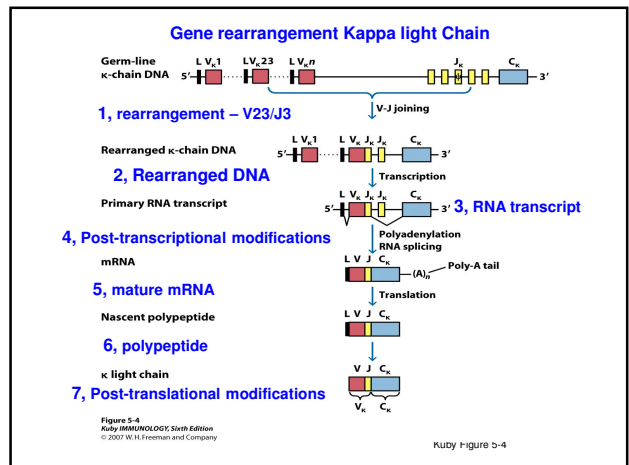 Gene rearrangement Kappa light Chain
Germ-line
κ-chain DNA
L Vκ1 LVκ23 L Vκn Jκ Cκ
5′ 3′
ψ
1, rearrangement – V23/J3
V-J joining
L Vκ1 L Vκ Jκ Jκ Cκ
Rearranged κ-chain DNA
5′ 3′
2, Rearranged DNA
Transcription
L Vκ Jκ Jκ Cκ
Primary RNA transcript
5′ 3′
3, RNA transcript
4, Post-transcriptional modifications
Polyadenylation
RNA splicing
mRNA
L V J Cκ
(A)n
Poly-A tail
5, mature mRNA
Translation
Nascent polypeptide
L V J Cκ
6, polypeptide
κ light chain
V J Cκ
7, Post-translational modifications
Vκ Cκ
Figure 5-4
Kuby IMMUNOLOGY, Sixth Edition
© 2007 W. H. Freeman and Company
Kuby Figure 5-4